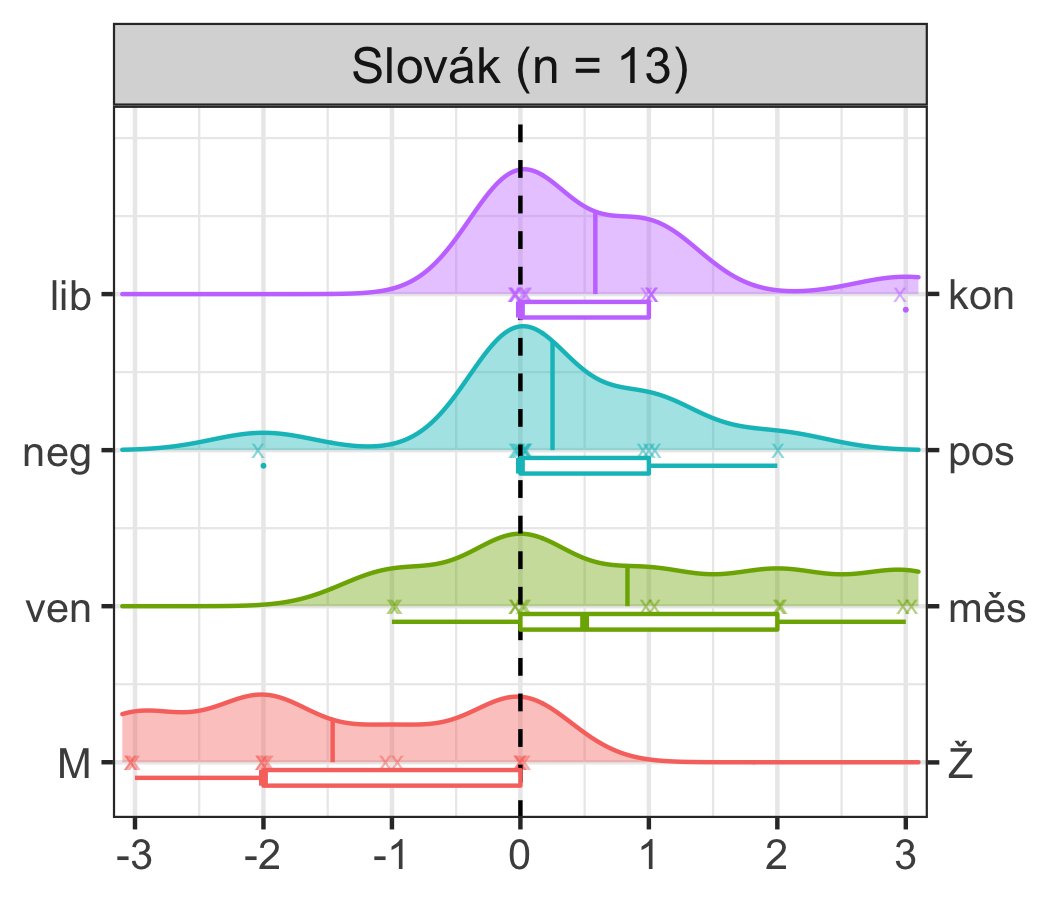 Slovák (n = 13)
lib kon
neg pos
ven měs
M Ž
-3 -2 -1 0 1 2 3